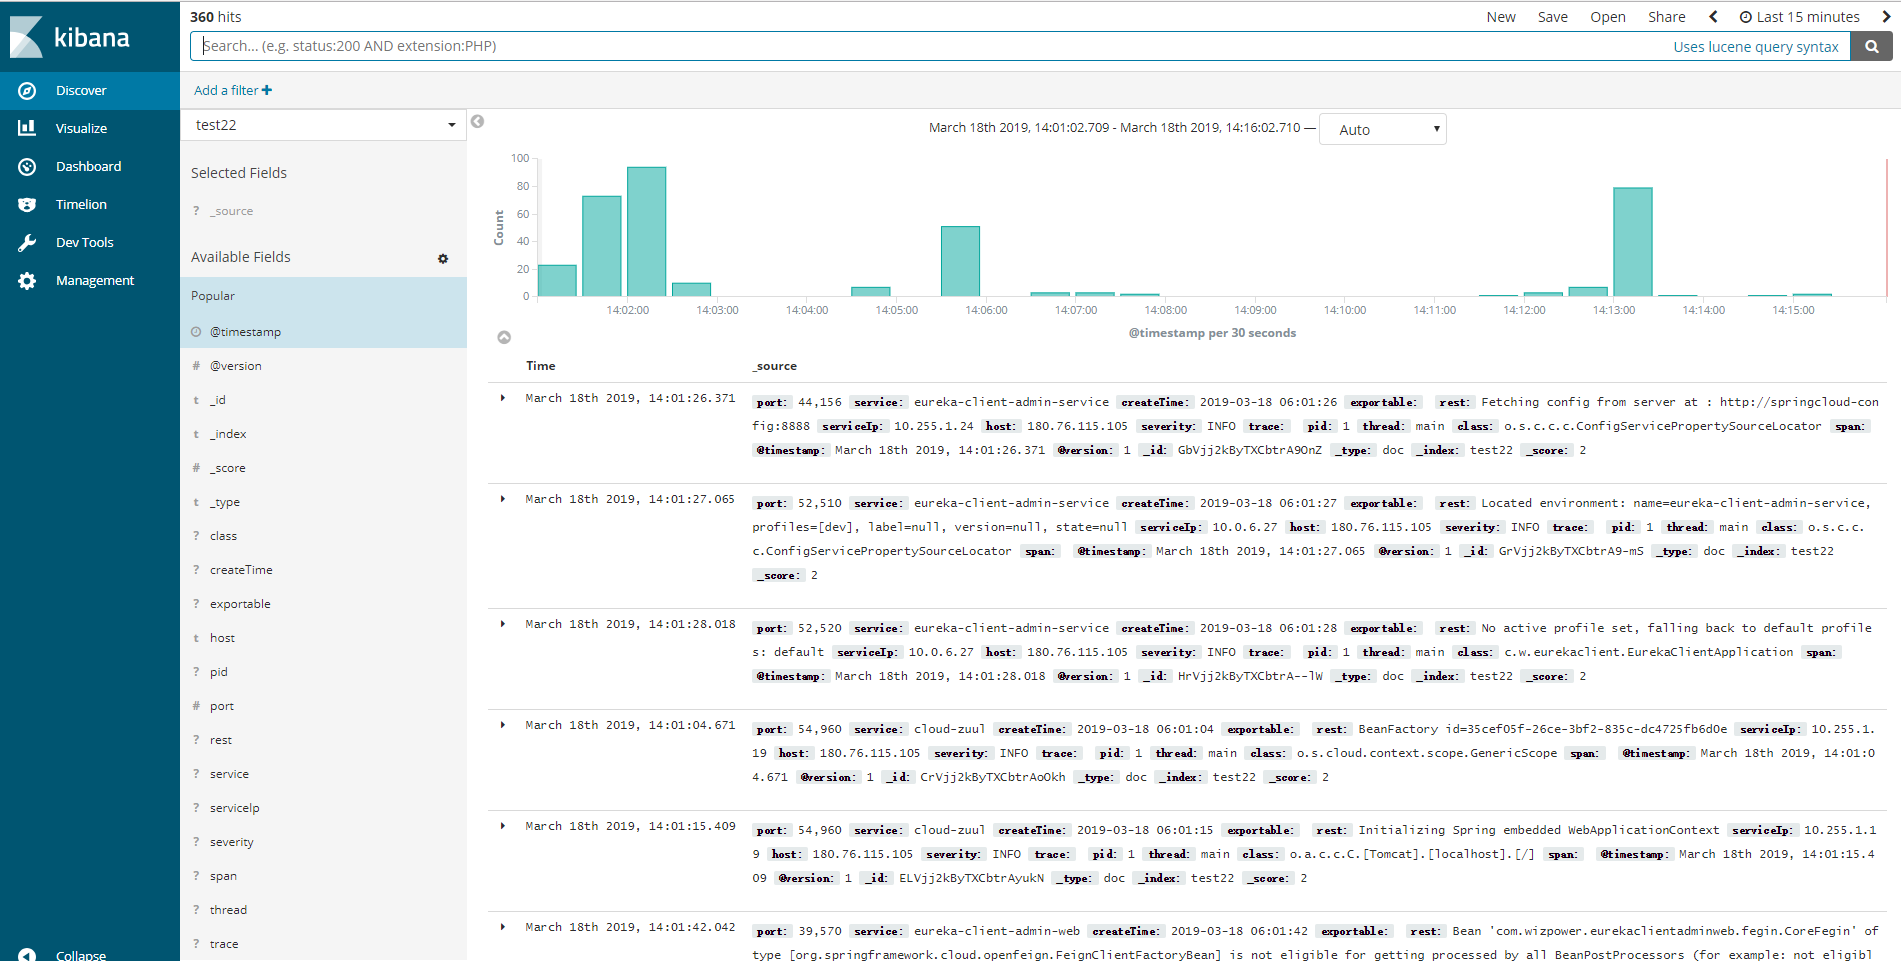 kibana
Discover
Visualize
Dashboard
Timelion
Dev Tools
Management
Collapse
360 hits
New Save Open Share Last 15 minutes
Search... (e.g. status:200 AND extension:PHP) Uses lucene query syntax
Add a filter +
test22
Selected Fields
? _source
Available Fields
Popular
@timestamp
# @version
t _id
t _index
# _score
t _type
? class
? createTime
? exportable
t host
? pid
# port
? rest
? service
? serviceIp
? severity
? span
? thread
? trace
March 18th 2019, 14:01:02.709 - March 18th 2019, 14:16:02.710 — Auto
Count
100
80
60
40
20
0
14:02:00 14:03:00 14:04:00 14:05:00 14:06:00 14:07:00 14:08:00 14:09:00 14:10:00 14:11:00 14:12:00 14:13:00 14:14:00 14:15:00
@timestamp per 30 seconds
Time _source
March 18th 2019, 14:01:26.371 port: 44,156 service: eureka-client-admin-service createTime: 2019-03-18 06:01:26 exportable: rest: Fetching config from server at : http://springcloud-con
fig:8888 serviceIp: 10.255.1.24 host: 180.76.115.105 severity: INFO trace: pid: 1 thread: main class: o.s.c.c.c.ConfigServicePropertySourceLocator span:
@timestamp: March 18th 2019, 14:01:26.371 @version: 1 _id: GbVjj2kByTXCbtrA9OnZ _type: doc _index: test22 _score: 2
March 18th 2019, 14:01:27.065 port: 52,510 service: eureka-client-admin-service createTime: 2019-03-18 06:01:27 exportable: rest: Located environment: name=eureka-client-admin-service,
profiles=[dev], label=null, version=null, state=null serviceIp: 10.0.6.27 host: 180.76.115.105 severity: INFO trace: pid: 1 thread: main class: o.s.c.c.
c.ConfigServicePropertySourceLocator span: @timestamp: March 18th 2019, 14:01:27.065 @version: 1 _id: GrVjj2kByTXCbtrA9-mS _type: doc _index: test22
_score: 2
March 18th 2019, 14:01:28.018 port: 52,520 service: eureka-client-admin-service createTime: 2019-03-18 06:01:28 exportable: rest: No active profile set, falling back to default profile
s: default serviceIp: 10.0.6.27 host: 180.76.115.105 severity: INFO trace: pid: 1 thread: main class: c.w.eurekaclient.EurekaClientApplication span:
@timestamp: March 18th 2019, 14:01:28.018 @version: 1 _id: HrVjj2kByTXCbtrA--lW _type: doc _index: test22 _score: 2
March 18th 2019, 14:01:04.671 port: 54,960 service: cloud-zuul createTime: 2019-03-18 06:01:04 exportable: rest: BeanFactory id=35cef05f-26ce-3bf2-835c-dc4725fb6d0e serviceIp: 10.255.1.
19 host: 180.76.115.105 severity: INFO trace: pid: 1 thread: main class: o.s.cloud.context.scope.GenericScope span: @timestamp: March 18th 2019, 14:01:0
4.671 @version: 1 _id: CrVjj2kByTXCbtrAoOkh _type: doc _index: test22 _score: 2
March 18th 2019, 14:01:15.409 port: 54,960 service: cloud-zuul createTime: 2019-03-18 06:01:15 exportable: rest: Initializing Spring embedded WebApplicationContext serviceIp: 10.255.1.1
9 host: 180.76.115.105 severity: INFO trace: pid: 1 thread: main class: o.a.c.c.C.[Tomcat].[localhost].[/] span: @timestamp: March 18th 2019, 14:01:15.4
09 @version: 1 _id: ELVjj2kByTXCbtrAyukN _type: doc _index: test22 _score: 2
March 18th 2019, 14:01:42.042 port: 39,570 service: eureka-client-admin-web createTime: 2019-03-18 06:01:42 exportable: rest: Bean 'com.wizpower.eurekaclientadminweb.fegin.CoreFegin' of
type [org.springframework.cloud.openfeign.FeignClientFactoryBean] is not eligible for getting processed by all BeanPostProcessors (for example: not eligibl